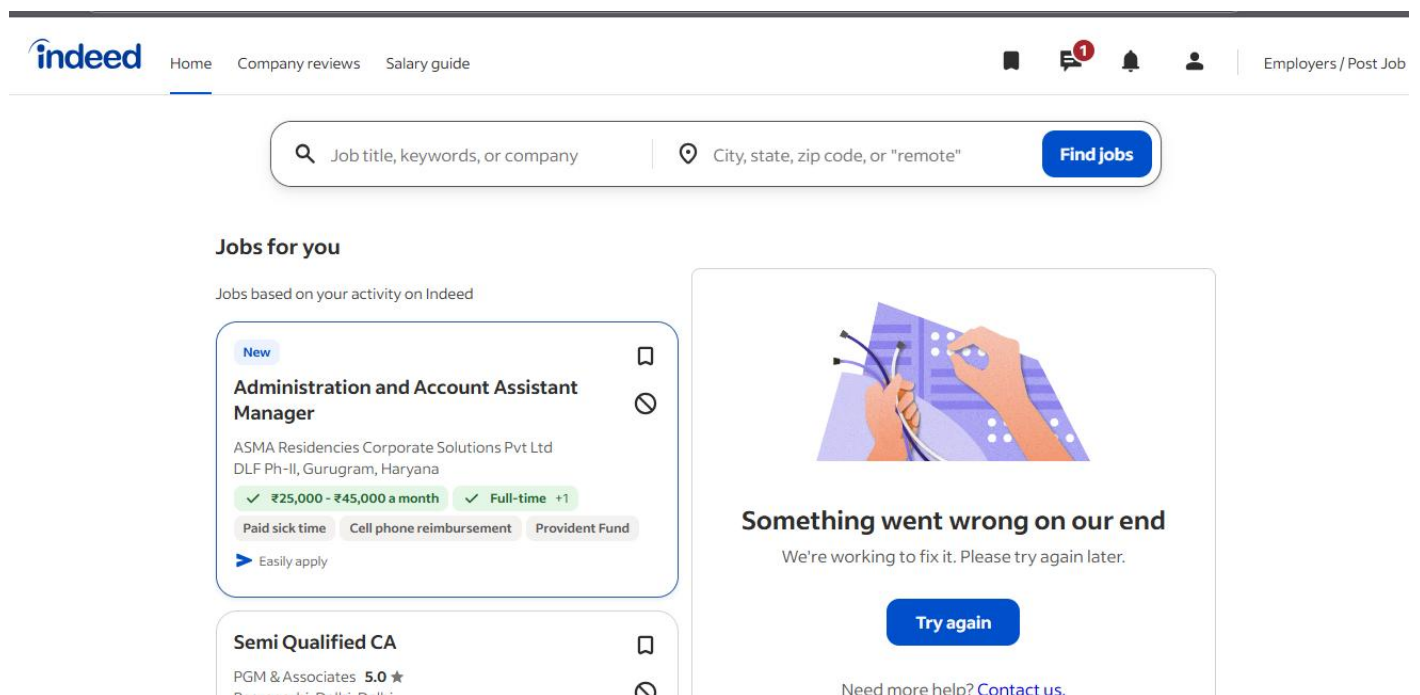 indeed
Home Company reviews Salary guide
1
Employers / Post Job
Job title, keywords, or company
City, state, zip code, or "remote"
Find jobs
Jobs for you
Jobs based on your activity on Indeed
New
Administration and Account Assistant
Manager
ASMA Residencies Corporate Solutions Pvt Ltd
DLF Ph-II, Gurugram, Haryana
₹25,000 - ₹45,000 a month Full-time +1
Paid sick time Cell phone reimbursement Provident Fund
Easily apply
Semi Qualified CA
PGM & Associates 5.0 ★
Something went wrong on our end
We're working to fix it. Please try again later.
Try again
Need more help? Contact us.